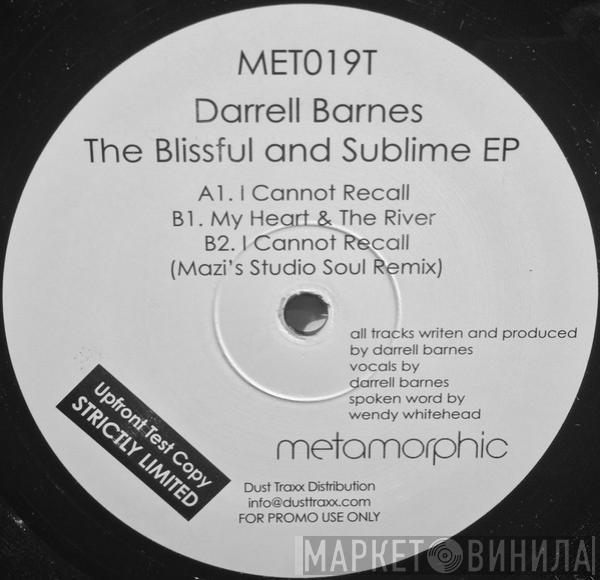 MET019T
Darrell Barnes
The Blissful and Sublime EP
A1. I Cannot Recall
B1. My Heart & The River
B2. I Cannot Recall
(Mazi's Studio Soul Remix)
all tracks writen and produced
by darrell barnes
vocals by
darrell barnes
spoken word by
wendy whitehead
metamorphic
Upfront Test Copy
STRICTLY LIMITED
Dust Traxx Distribution
info@dusttraxx.com
FOR PROMO USE ONLY
МАРКЕТ ВИНИЛА